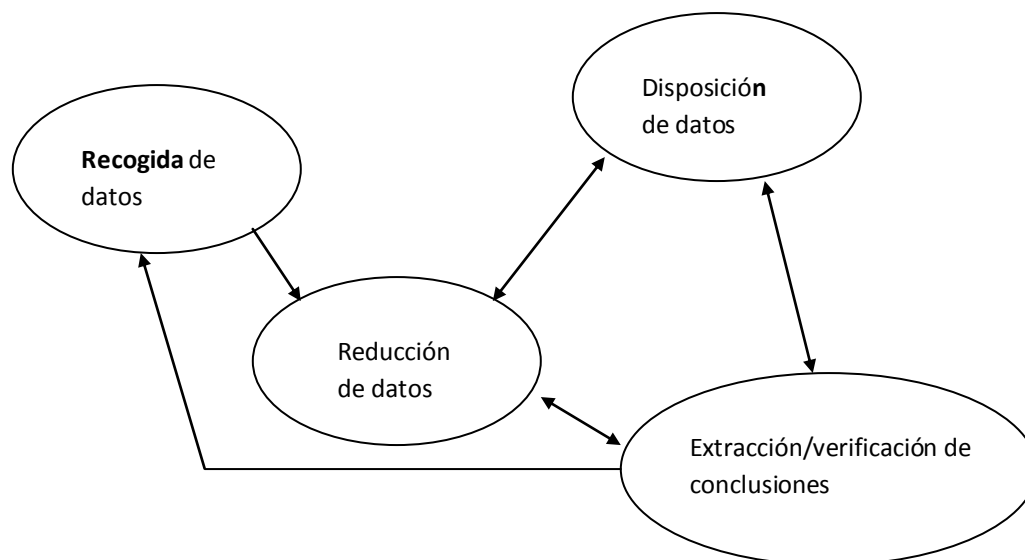 Recogida de
datos
Disposición
de datos
Reducción
de datos
Extracción/verificación de
conclusiones